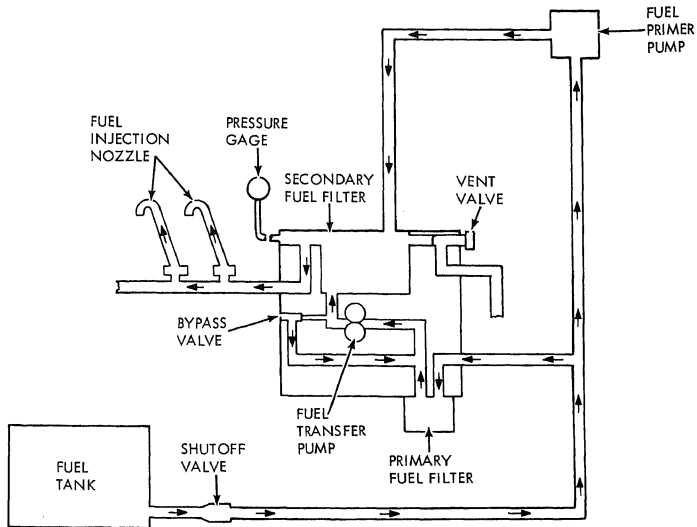 FUEL
PRIMER
PUMP
FUEL
INJECTION
NOZZLE
PRESSURE
GAGE
SECONDARY
FUEL FILTER
VENT
VALVE
BYPASS
VALVE
FUEL
TRANSFER
PUMP
PRIMARY
FUEL FILTER
SHUTOFF
VALVE
FUEL
TANK